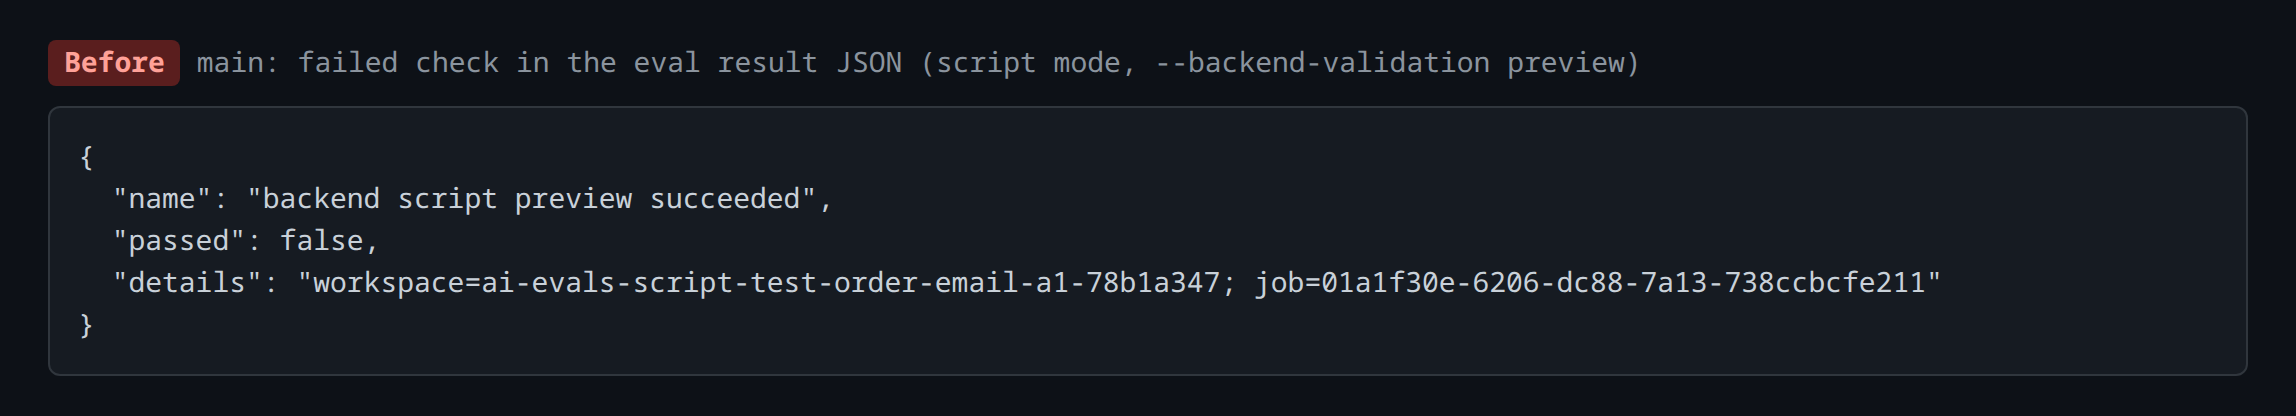 Before main: failed check in the eval result JSON (script mode, --backend-validation preview)
{
"name": "backend script preview succeeded",
"passed": false,
"details": "workspace=ai-evals-script-test-order-email-a1-78b1a347; job=01a1f30e-6206-dc88-7a13-738ccbcfe211"
}